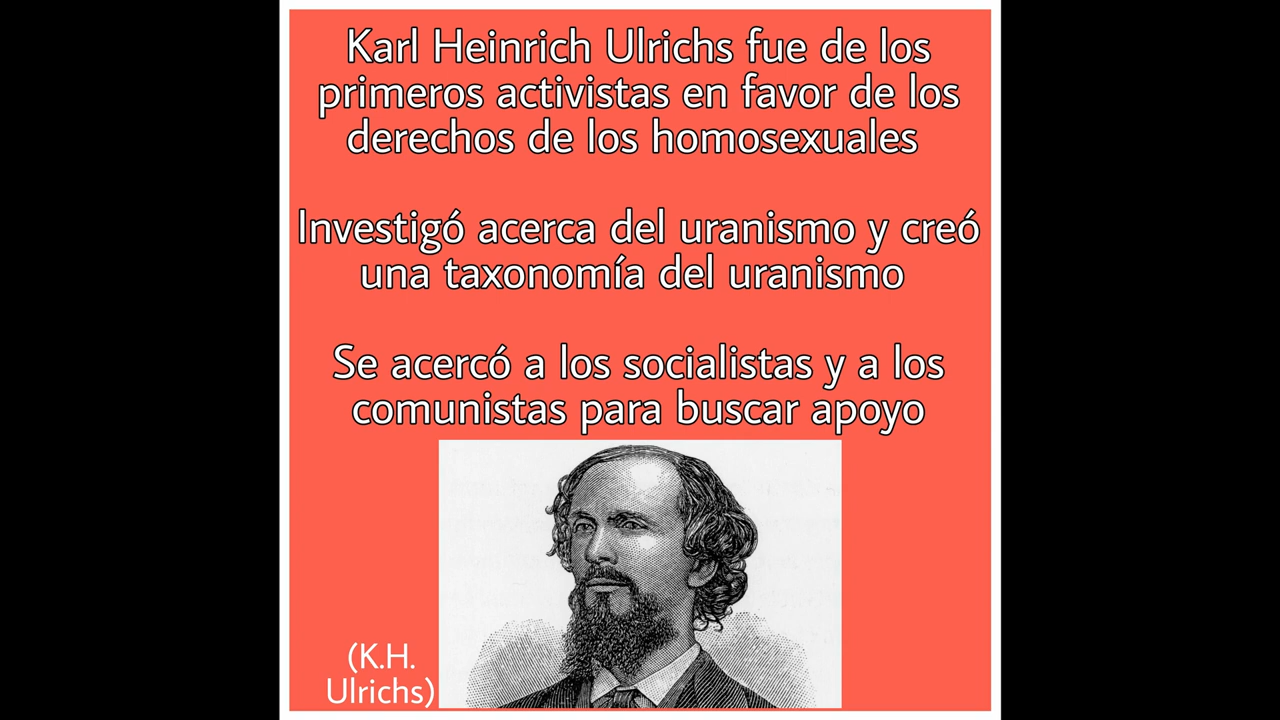 Karl Heinrich Ulrichs fue de los
primeros activistas en favor de los
derechos de los homosexuales
Investigó acerca del uranismo y creó
una taxonomía del uranismo
Se acercó a los socialistas y a los
comunistas para buscar apoyo
(K.H.
Ulrichs)